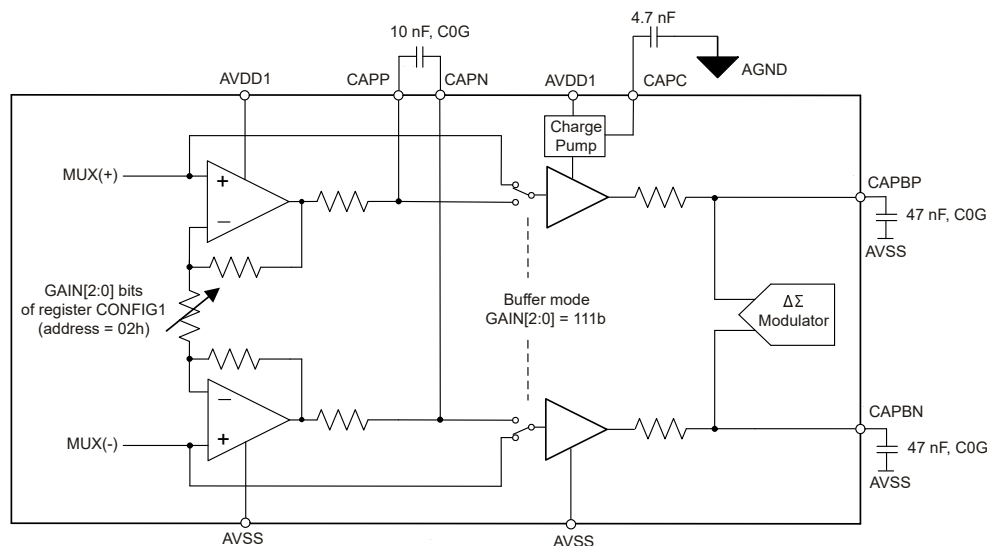 4.7 nF
10 nF, C0G
AGND
AVDD1
CAPP
CAPN
AVDD1
CAPC
Charge
Pump
MUX(+)
+
–
CAPBP
47 nF, C0G
AVSS
GAIN[2:0] bits
of register CONFIG1
(address = 02h)
Buffer mode
GAIN[2:0] = 111b
ΔΣ
Modulator
–
+
MUX(-)
CAPBN
47 nF, C0G
AVSS
AVSS
AVSS